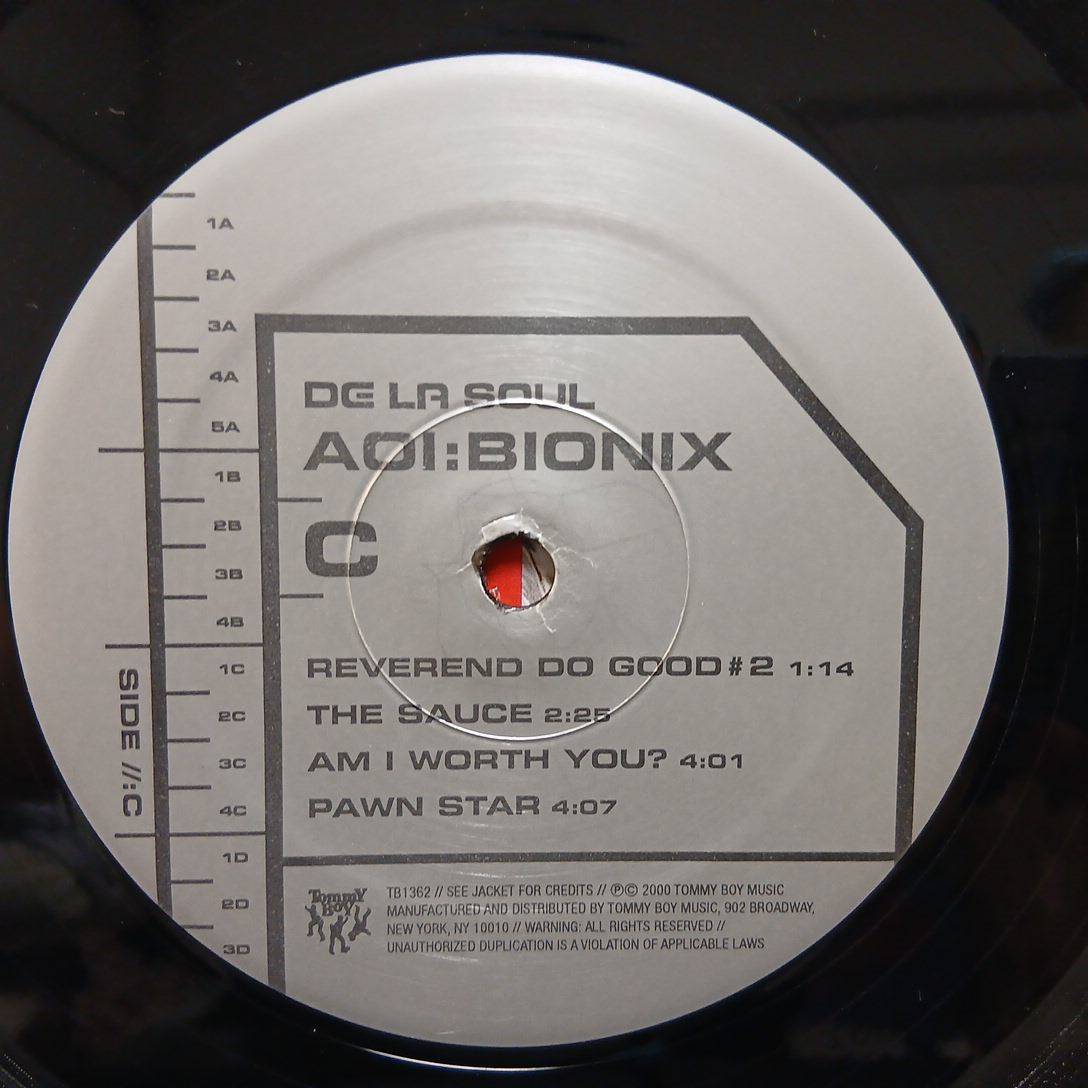 1A
2A
3A
4A
5A
1B
2B
3B
4B
1C
2C
3C
4C
1D
2D
3D
SIDE //:C
DE LA SOUL
AOI:BIONIX
C
REVEREND DO GOOD#2 1:14
THE SAUCE 2:25
AM I WORTH YOU? 4:01
PAWN STAR 4:07
Tommy
Boy
TB1362 // SEE JACKET FOR CREDITS // ℗© 2000 TOMMY BOY MUSIC
MANUFACTURED AND DISTRIBUTED BY TOMMY BOY MUSIC, 902 BROADWAY,
NEW YORK, NY 10010 // WARNING: ALL RIGHTS RESERVED //
UNAUTHORIZED DUPLICATION IS A VIOLATION OF APPLICABLE LAWS